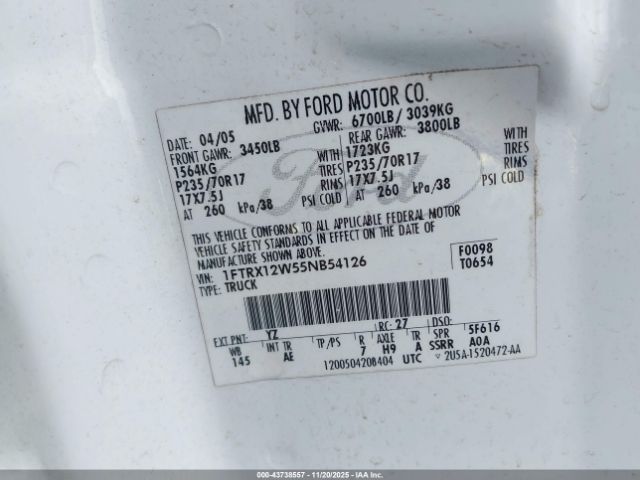 MFD. BY FORD MOTOR CO.
DATE: 04/05 GVWR: 6700LB/ 3039KG
FRONT GAWR: 3450LB REAR GAWR: 3800LB
1564KG WITH 1723KG WITH
P235/70R17 TIRES P235/70R17 TIRES
17X7.5J RIMS 17X7.5J RIMS
AT 260 kPa/38 PSI COLD AT 260 kPa/38 PSI COLD
Ford
THIS VEHICLE CONFORMS TO ALL APPLICABLE FEDERAL MOTOR
VEHICLE SAFETY STANDARDS IN EFFECT ON THE DATE OF
MANUFACTURE SHOWN ABOVE.
VIN: 1FTRX12W55NB54126 F0098
TYPE: TRUCK T0654
EXT PNT: YZ RC: 27 DSO:
WB INT TR TP/PS R AXLE TR SPR 5F616
145 AE 7 H9 A SSRR A0A
1200504208404 UTC 2U5A-1520472-AA
000-43738557 - 11/20/2025 - IAAI.COM